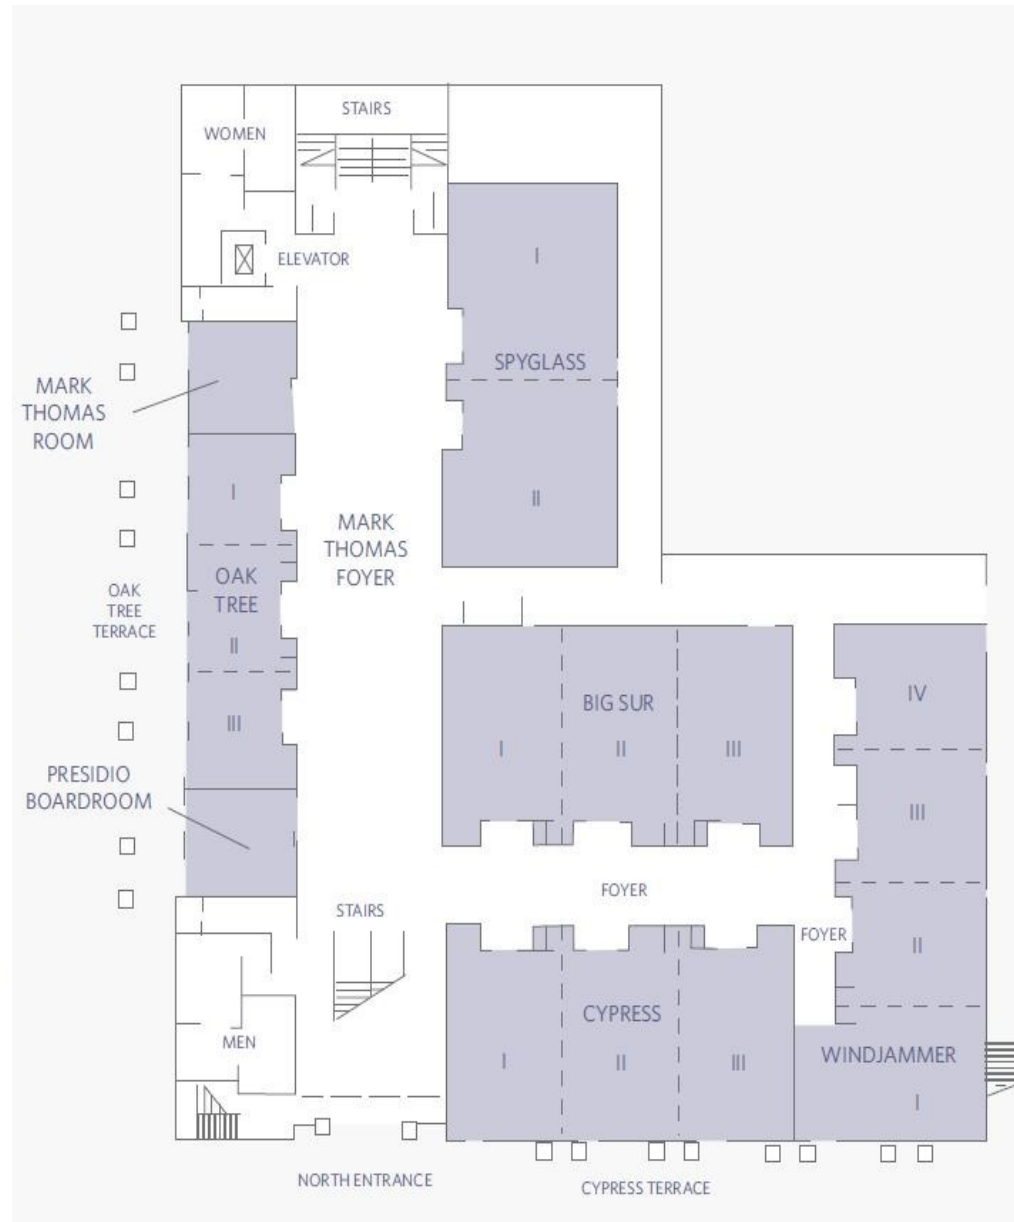 STAIRS
WOMEN
ELEVATOR
I
SPYGLASS
II
MARK
THOMAS
ROOM
I
OAK
TREE
II
III
MARK
THOMAS
FOYER
OAK
TREE
TERRACE
BIG SUR
I
II
III
IV
III
II
WINDJAMMER
I
PRESIDIO
BOARDROOM
FOYER
FOYER
STAIRS
CYPRESS
I
II
III
MEN
NORTH ENTRANCE
CYPRESS TERRACE